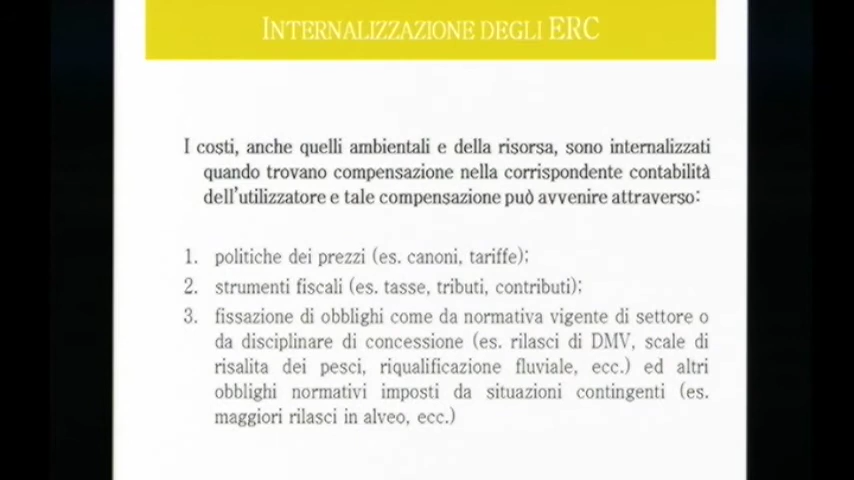 INTERNALIZZAZIONE DEGLI ERC
I costi, anche quelli ambientali e della risorsa, sono internalizzati
quando trovano compensazione nella corrispondente contabilità
dell'utilizzatore e tale compensazione può avvenire attraverso:
1. politiche dei prezzi (es. canoni, tariffe);
2. strumenti fiscali (es. tasse, tributi, contributi);
3. fissazione di obblighi come da normativa vigente di settore o
da disciplinare di concessione (es. rilasci di DMV, scale di
risalita dei pesci, riqualificazione fluviale, ecc.) ed altri
obblighi normativi imposti da situazioni contingenti (es.
maggiori rilasci in alveo, ecc.)